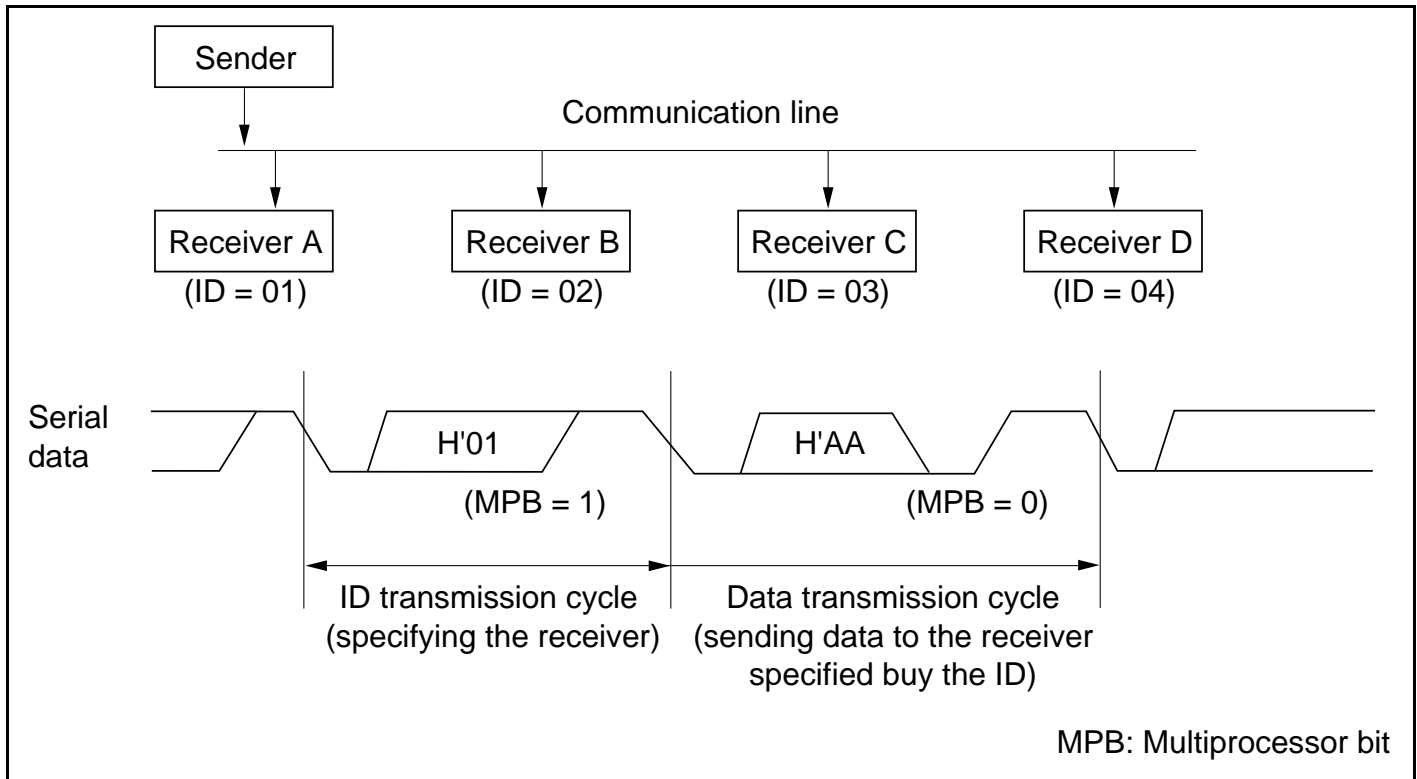 Sender
Communication line
Receiver A
Receiver B
Receiver C
Receiver D
(ID = 01)
(ID = 02)
(ID = 03)
(ID = 04)
Serial
data
H'01
H'AA
(MPB = 1)
(MPB = 0)
ID transmission cycle
(specifying the receiver)
Data transmission cycle
(sending data to the receiver
specified buy the ID)
MPB: Multiprocessor bit